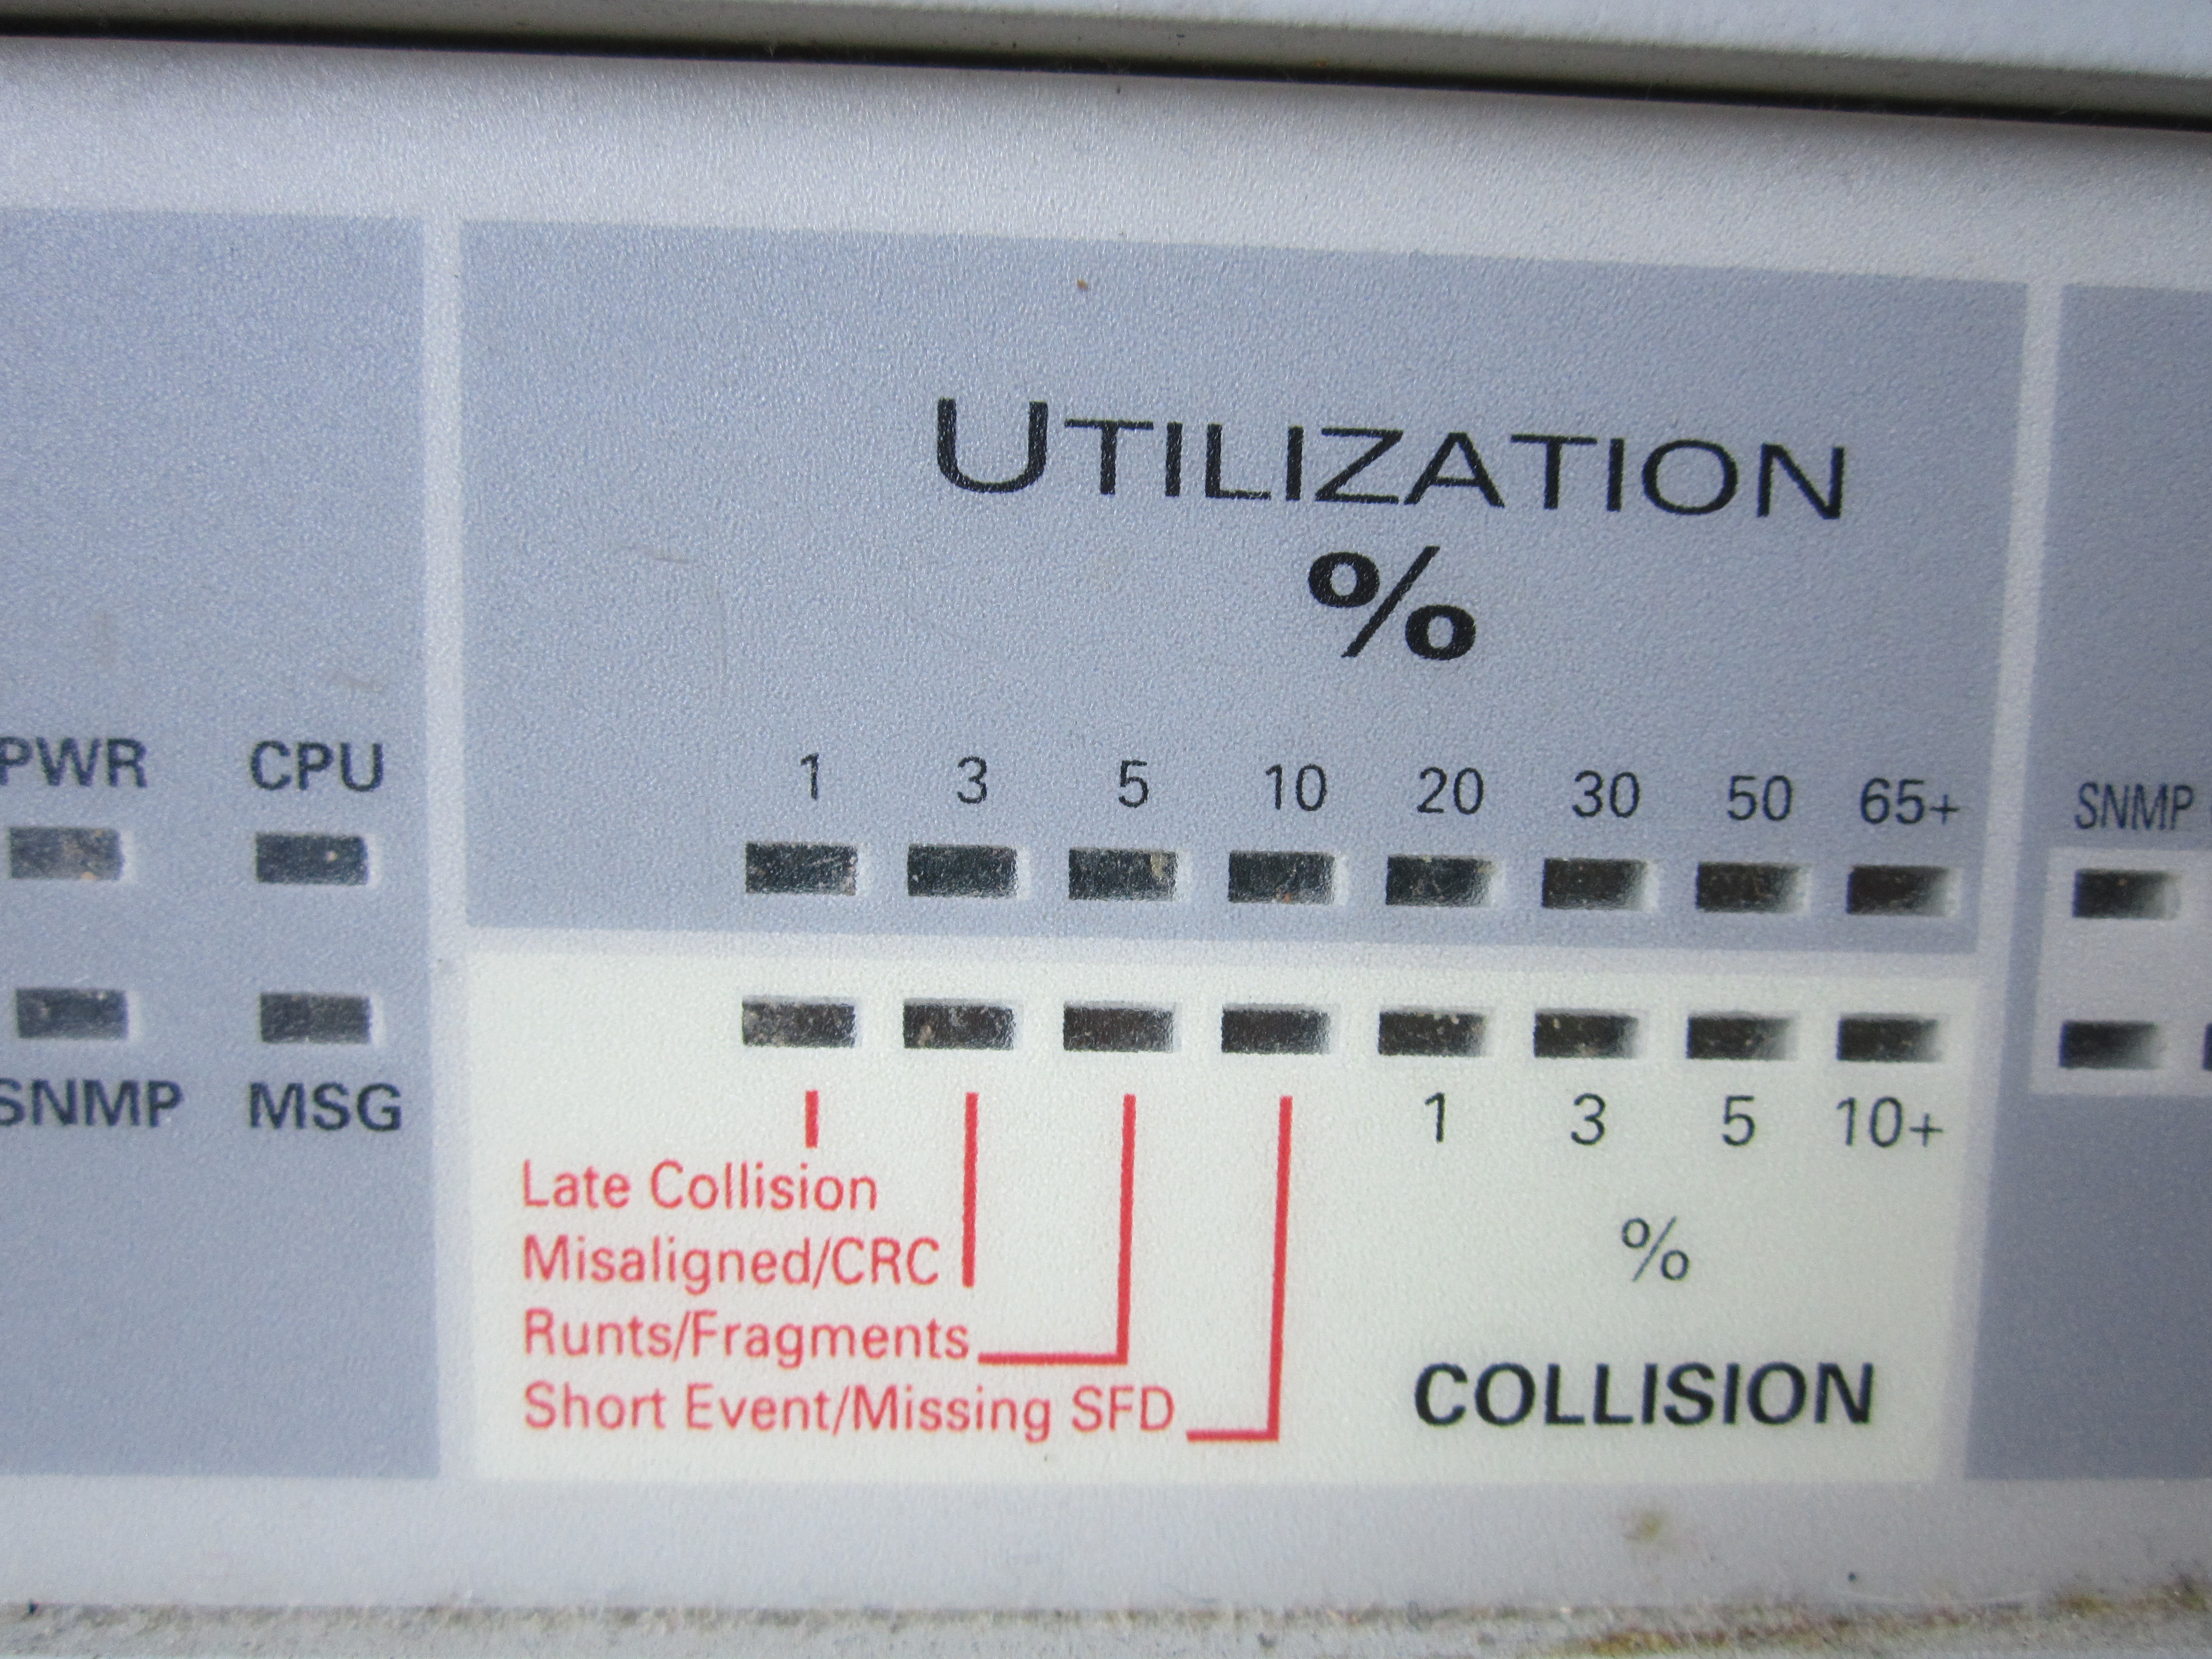 UTILIZATION
%
PWR CPU
1 3 5 10 20 30 50 65+
SNMP
SNMP MSG
1 3 5 10+
Late Collision
Misaligned/CRC
%
Runts/Fragments
Short Event/Missing SFD
COLLISION